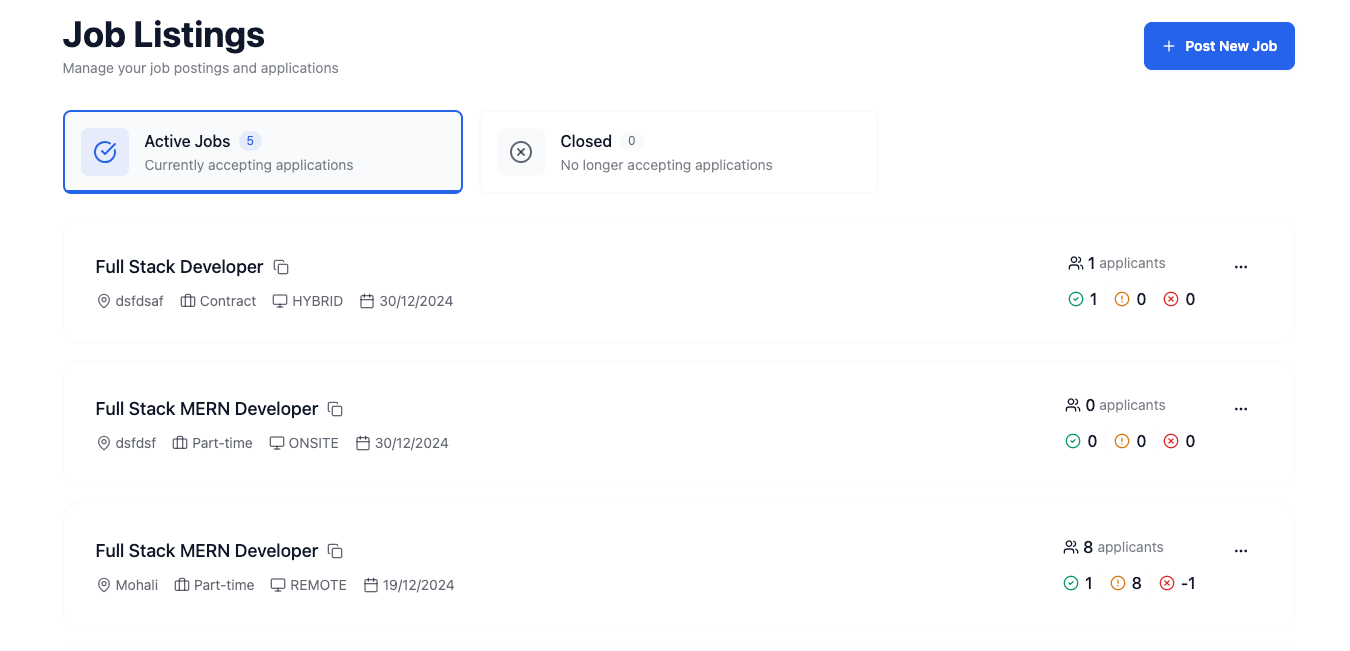 Job Listings
Manage your job postings and applications
Post New Job
Active Jobs 5
Currently accepting applications
Closed 0
No longer accepting applications
Full Stack Developer
1 applicants
dsfdsaf Contract HYBRID 30/12/2024
1 0 0
Full Stack MERN Developer
0 applicants
dsfdsf Part-time ONSITE 30/12/2024
0 0 0
Full Stack MERN Developer
8 applicants
Mohali Part-time REMOTE 19/12/2024
1 8 -1